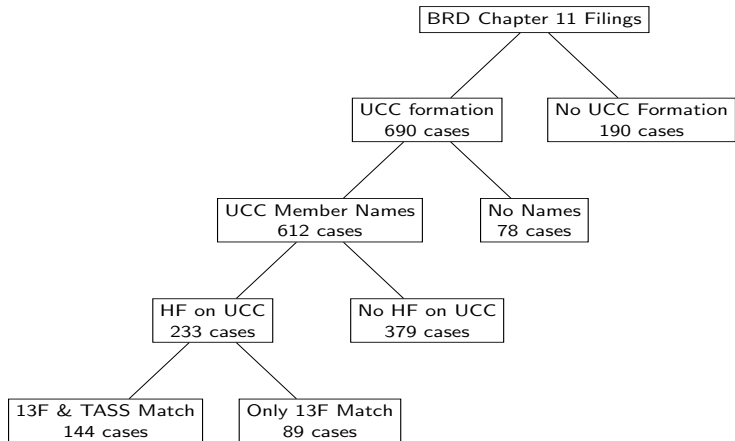 BRD Chapter 11 Filings
UCC formation
690 cases
No UCC Formation
190 cases
UCC Member Names
612 cases
No Names
78 cases
HF on UCC
233 cases
No HF on UCC
379 cases
13F & TASS Match
144 cases
Only 13F Match
89 cases